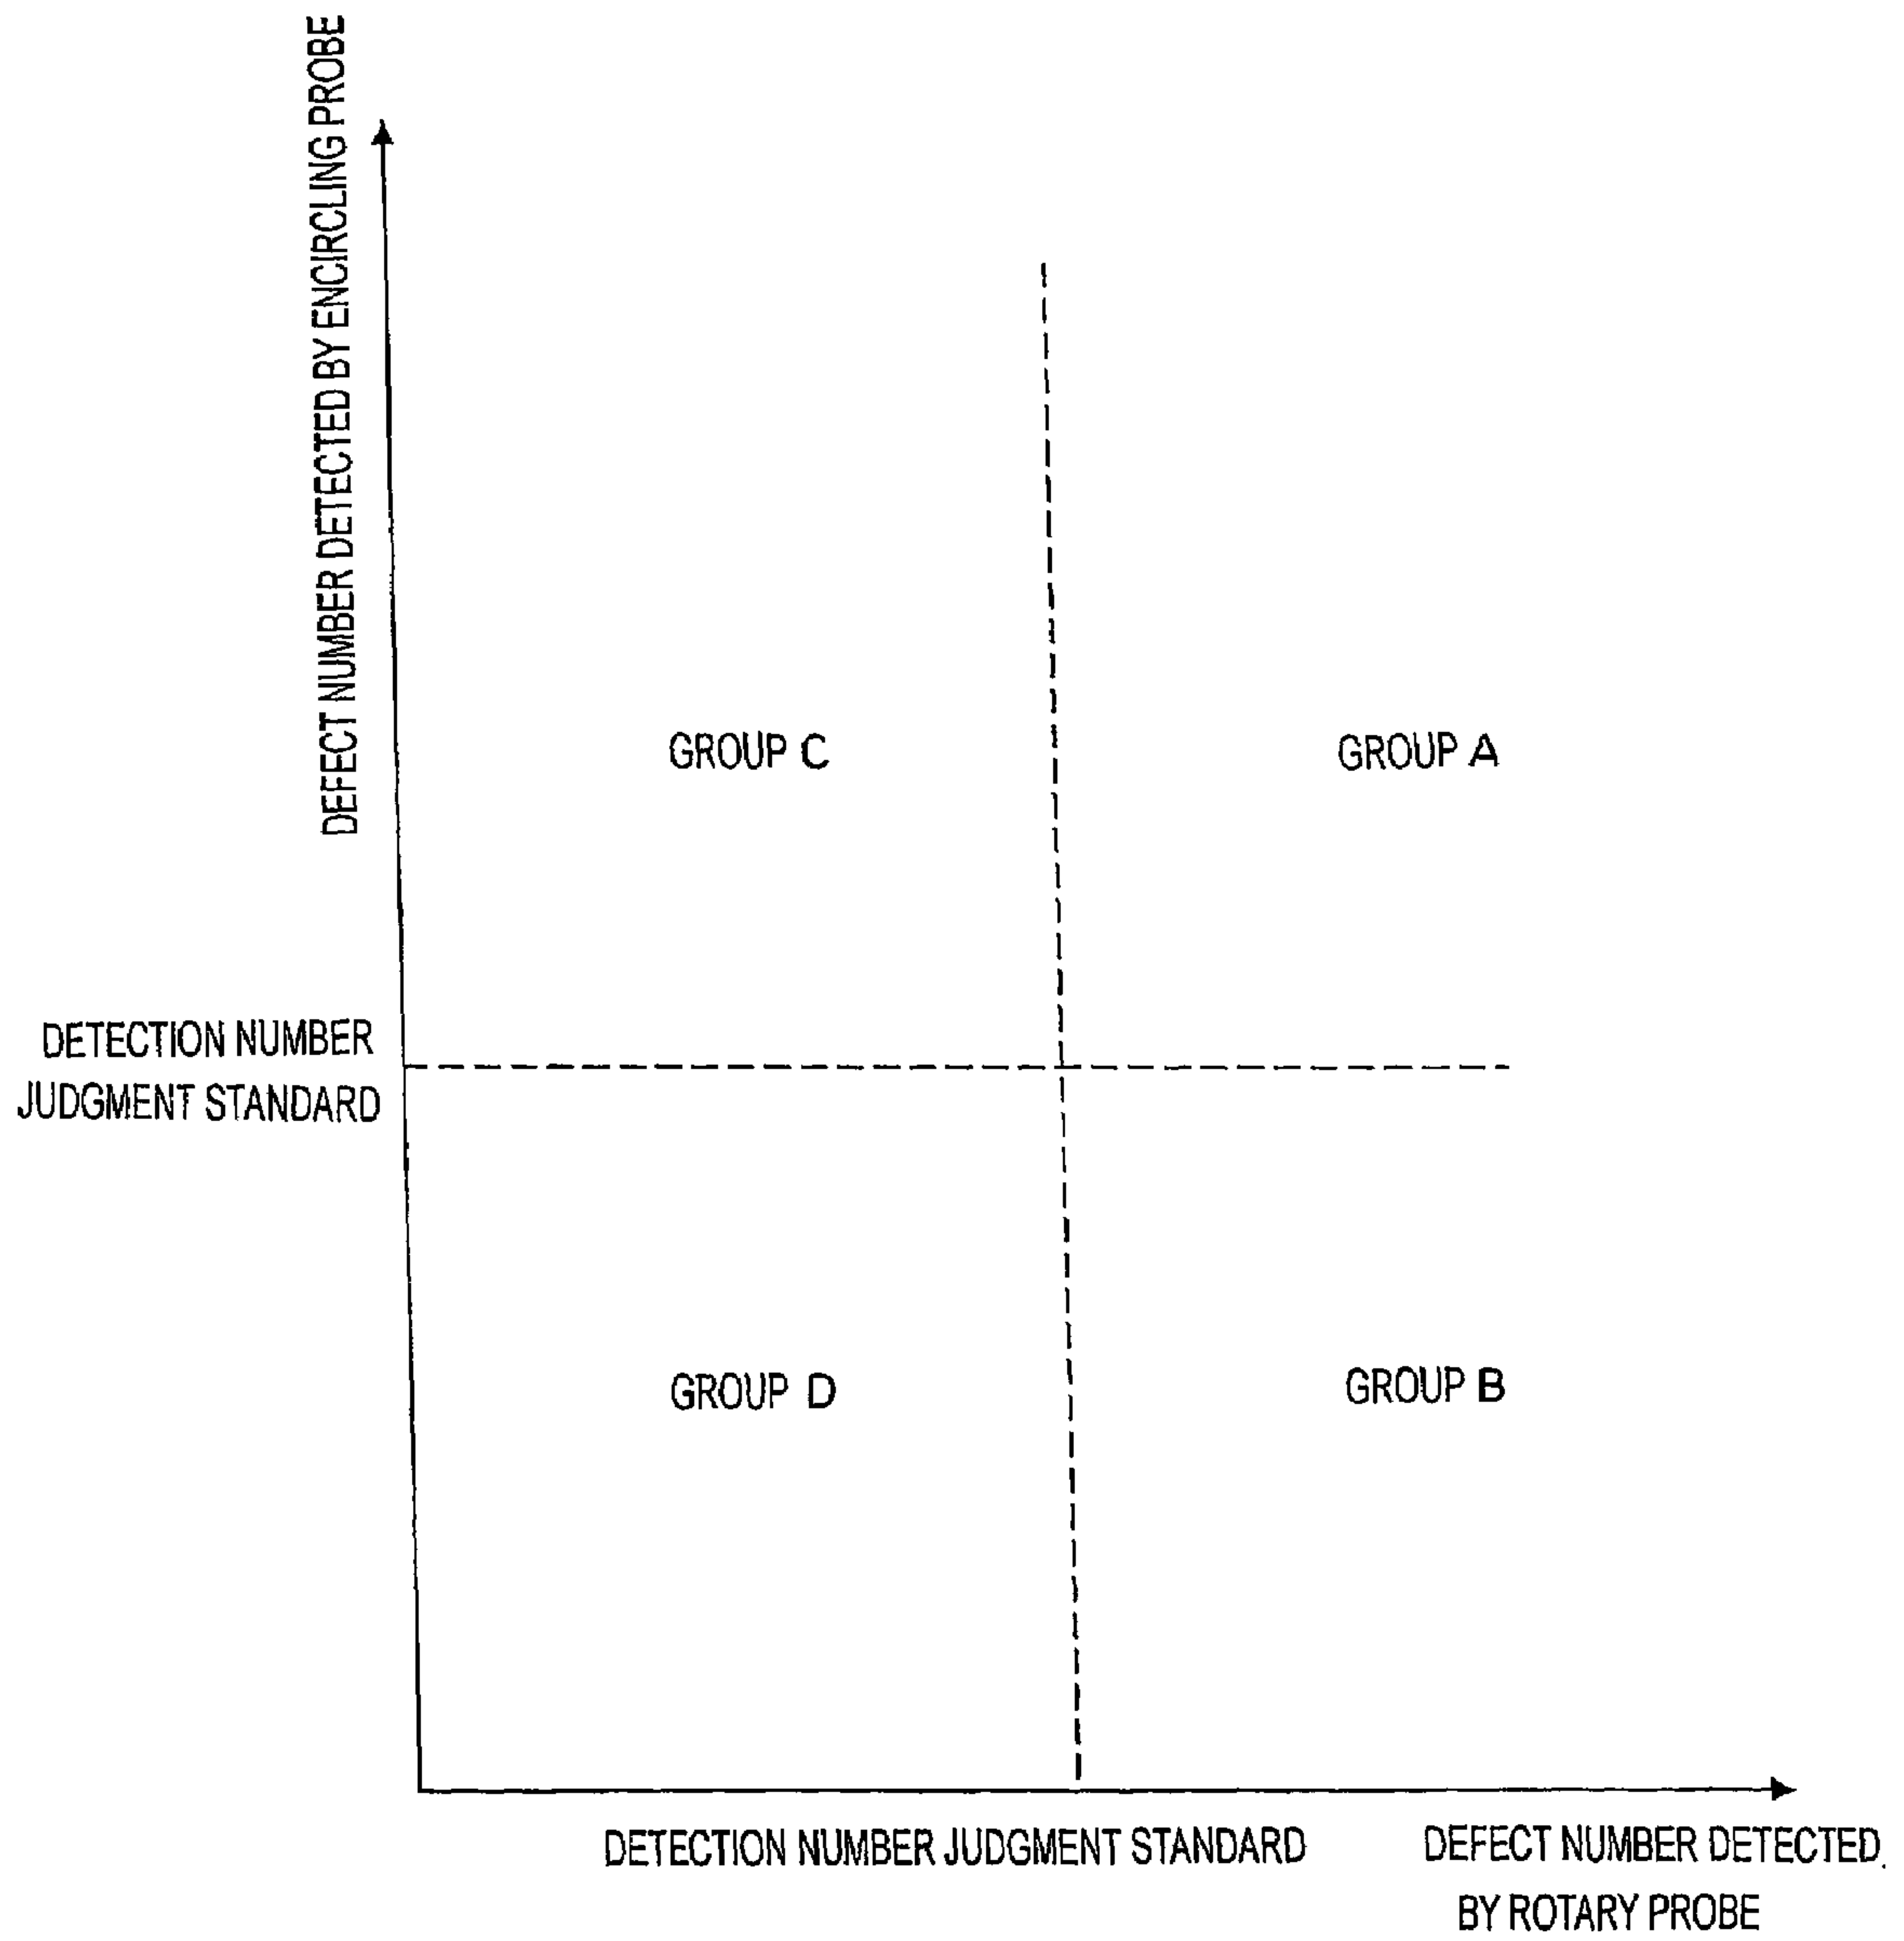 DEFECT NUMBER DETECTED BY ENCIRCLING PROBE
GROUP C
GROUP A
DETECTION NUMBER
JUDGMENT STANDARD
GROUP D
GROUP B
DETECTION NUMBER JUDGMENT STANDARD
DEFECT NUMBER DETECTED
BY ROTARY PROBE